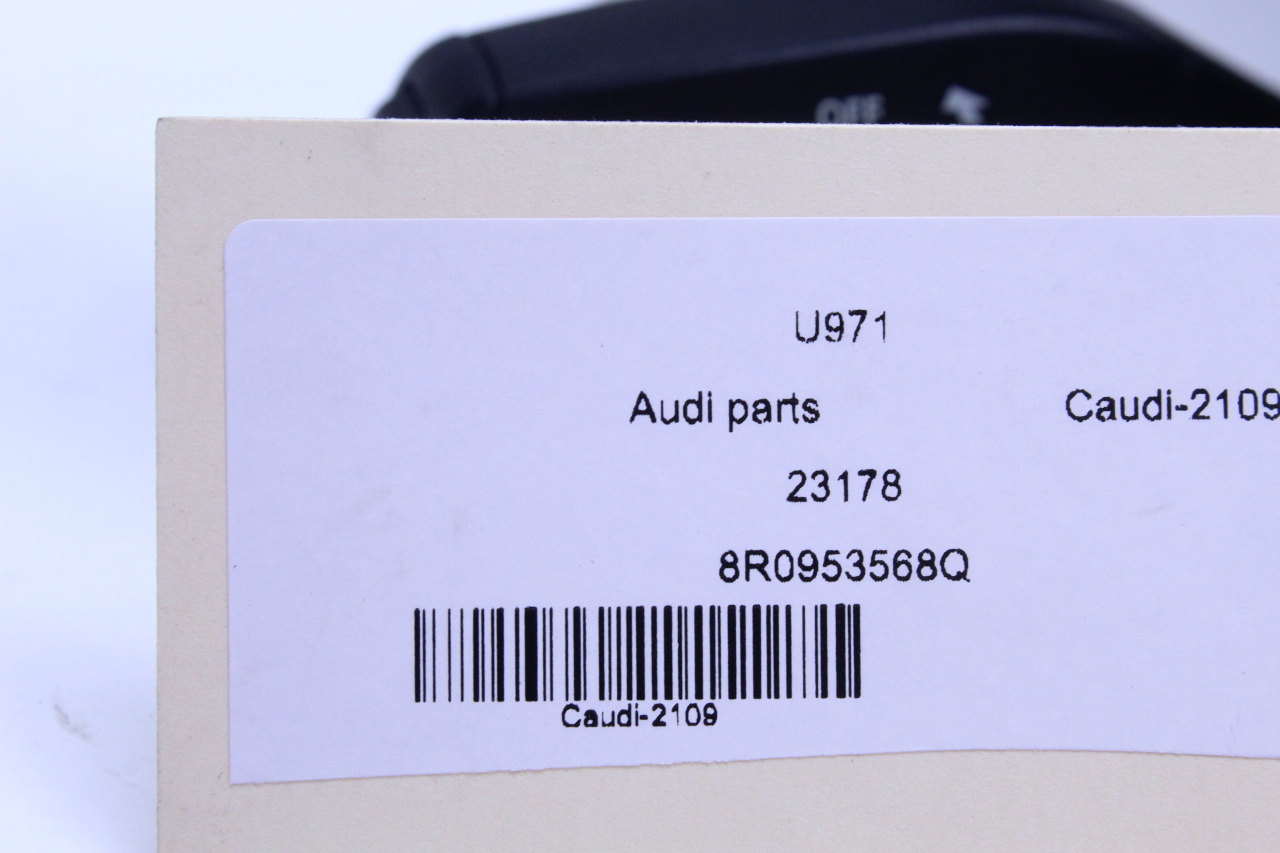 OFF
U971
Audi parts Caudi-2109
23178
8R0953568Q
Caudi-2109